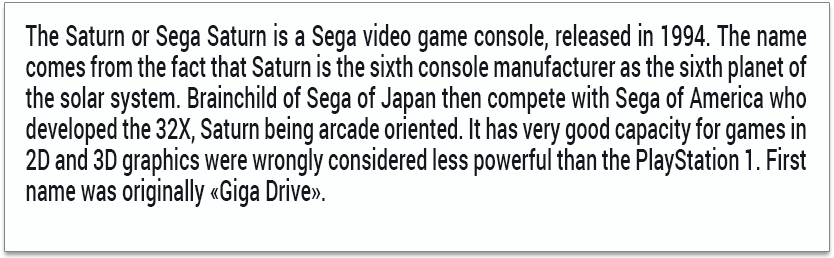 The Saturn or Sega Saturn is a Sega video game console, released in 1994. The name
comes from the fact that Saturn is the sixth console manufacturer as the sixth planet of
the solar system. Brainchild of Sega of Japan then compete with Sega of America who
developed the 32X, Saturn being arcade oriented. It has very good capacity for games in
2D and 3D graphics were wrongly considered less powerful than the PlayStation 1. First
name was originally «Giga Drive».